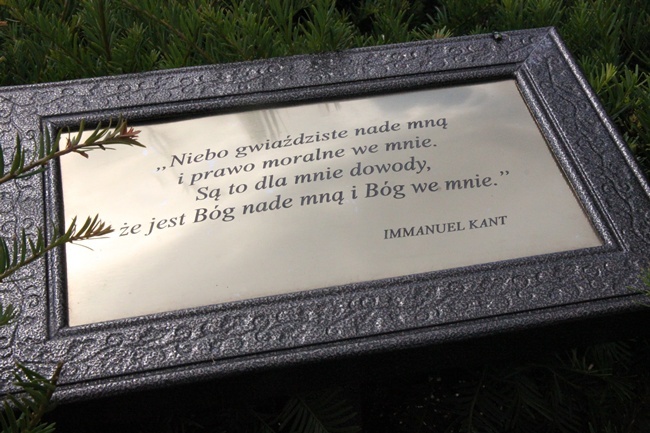 „Niebo gwiaździste nade mną
i prawo moralne we mnie.
Są to dla mnie dowody,
że jest Bóg nade mną i Bóg we mnie.”
IMMANUEL KANT